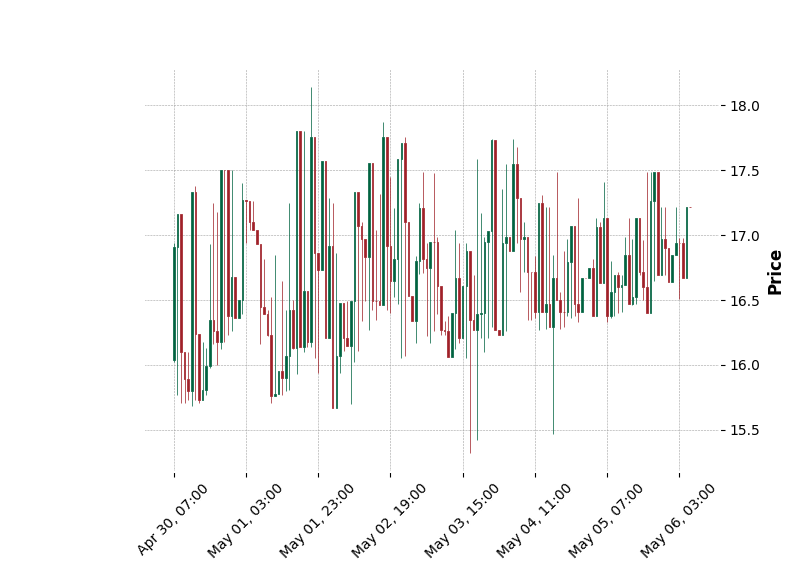 18.0
17.5
17.0
16.5
16.0
15.5
Price
Apr 30, 07:00
May 01, 03:00
May 01, 23:00
May 02, 19:00
May 03, 15:00
May 04, 11:00
May 05, 07:00
May 06, 03:00